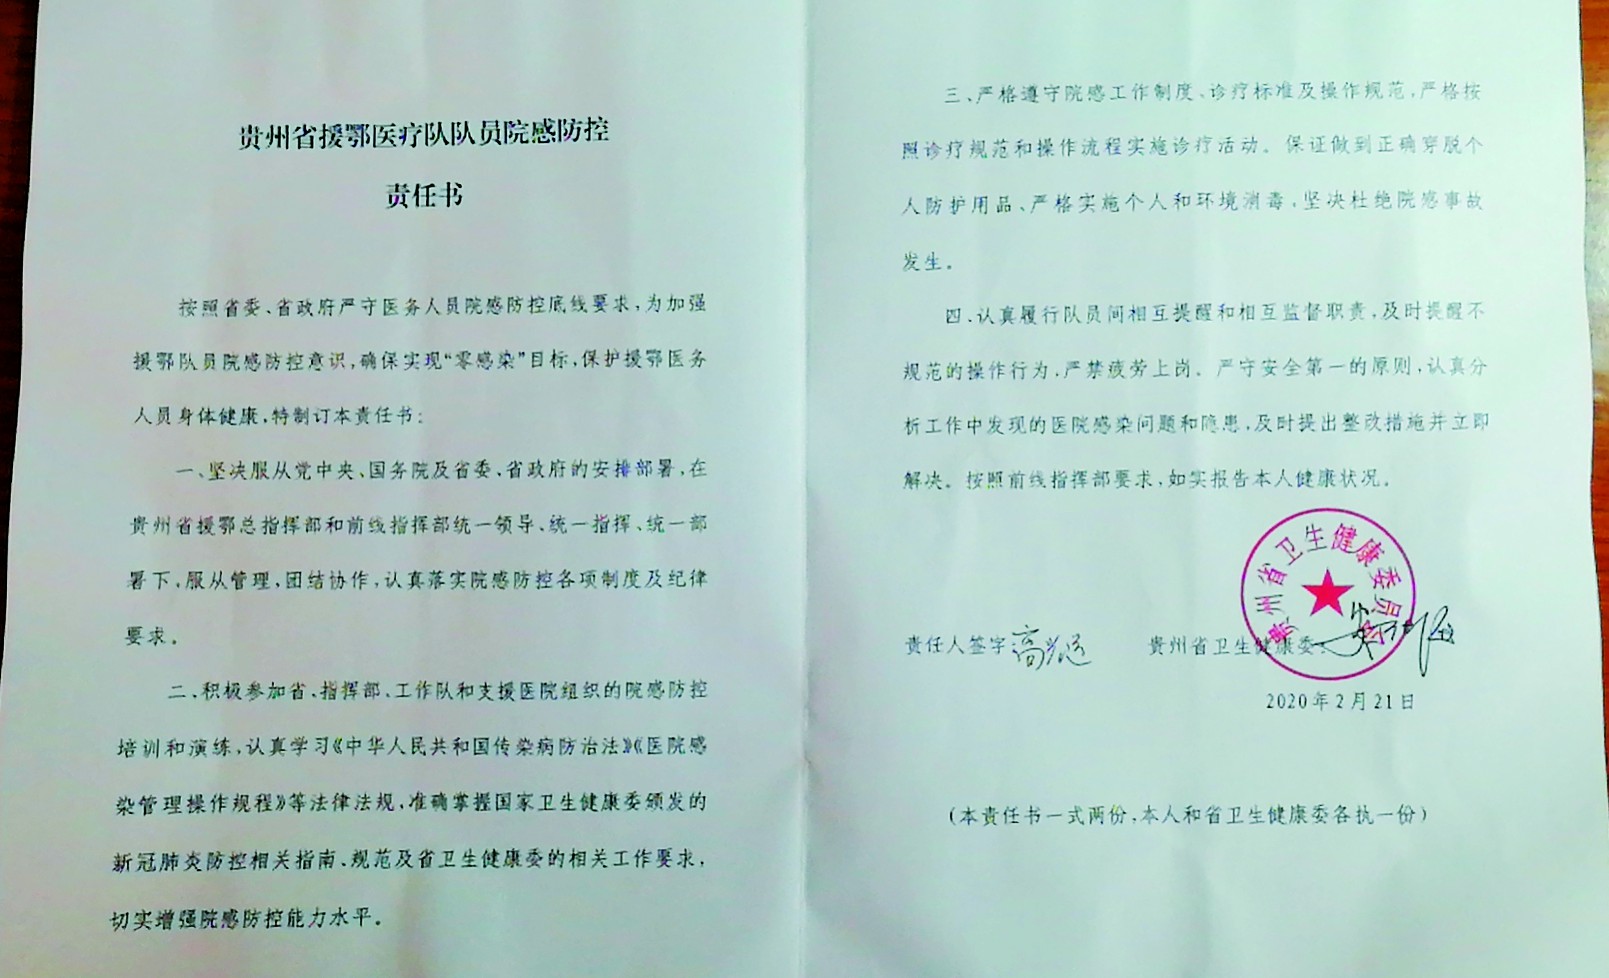 贵州省援鄂医疗队队员院感防控
责任书
按照省委、省政府严守医务人员院感防控底线要求,为加强
援鄂队员院感防控意识,确保实现“零感染”目标,保护援鄂医务
人员身体健康,特制订本责任书:
一、坚决服从党中央、国务院及省委、省政府的安排部署,在
贵州省援鄂总指挥部和前线指挥部统一领导、统一指挥、统一部
署下,服从管理,团结协作,认真落实院感防控各项制度及纪律
要求。
二、积极参加省、指挥部、工作队和支援医院组织的院感防控
培训和演练,认真学习《中华人民共和国传染病防治法》《医院感
染管理操作规程》等法律法规,准确掌握国家卫生健康委颁发的
新冠肺炎防控相关指南、规范及省卫生健康委的相关工作要求,
切实增强院感防控能力水平。
三、严格遵守院感工作制度、诊疗标准及操作规范,严格按
照诊疗规范和操作流程实施诊疗活动。保证做到正确穿脱个
人防护用品、严格实施个人和环境消毒,坚决杜绝院感事故
发生。
四、认真履行队员间相互提醒和相互监督职责,及时提醒不
规范的操作行为,严禁疲劳上岗。严守安全第一的原则,认真分
析工作中发现的医院感染问题和隐患,及时提出整改措施并立即
解决。按照前线指挥部要求,如实报告本人健康状况。
贵州省卫生健康委员会
责任人签字 贵州省卫生健康委:
2020年2月21日
(本责任书一式两份,本人和省卫生健康委各执一份)